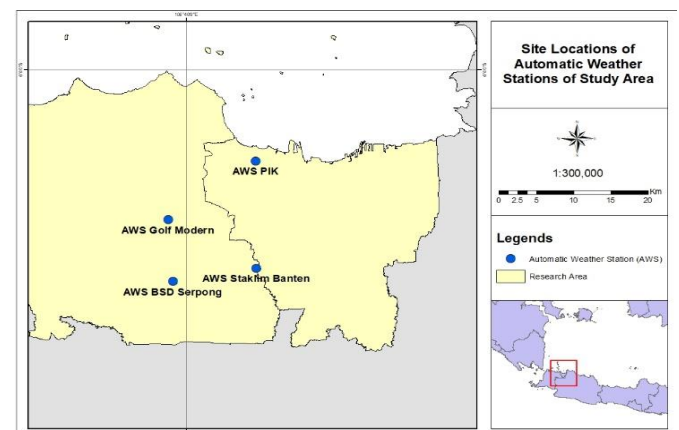 AWS PIK
AWS Golf Modern
AWS Staklim Banten
AWS BSD Serpong
Site Locations of
Automatic Weather
Stations of Study Area
1:300,000
Km
0 2.5 5 10 15 20
Legends
Automatic Weather Station (AWS)
Research Area